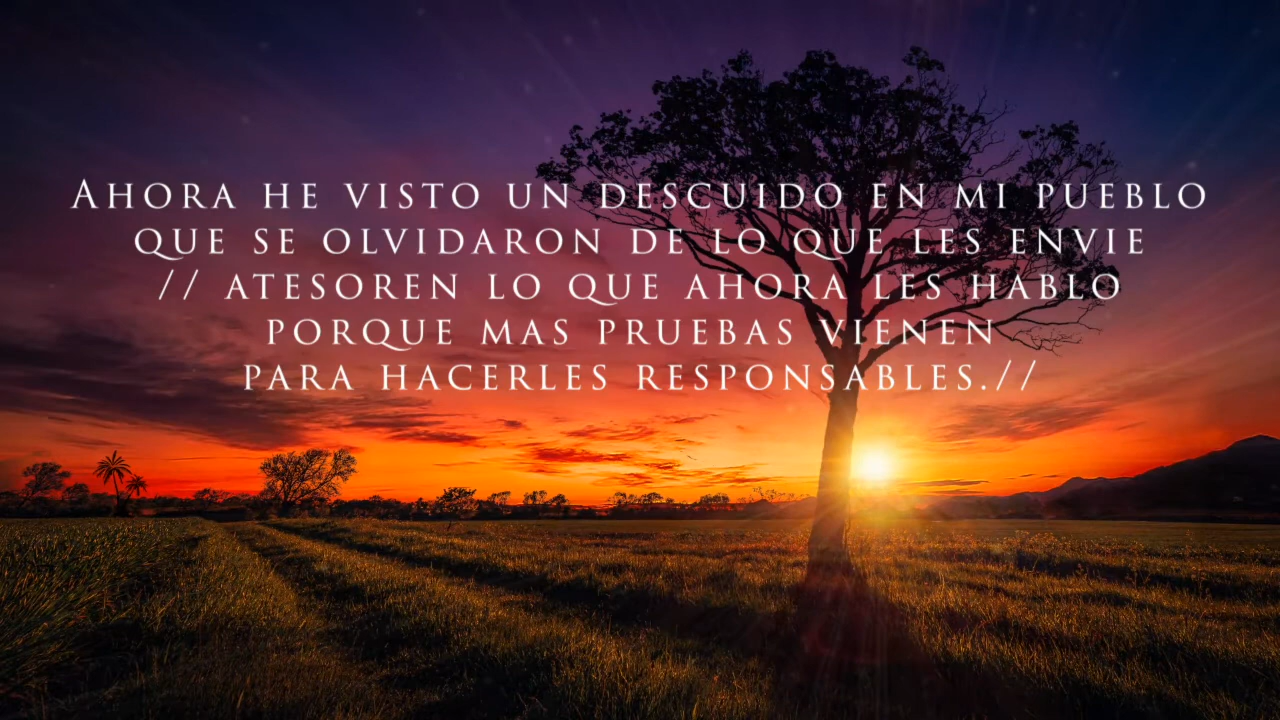 Ahora he visto un descuido en mi pueblo
que se olvidaron de lo que les envie
// atesoren lo que ahora les hablo
porque mas pruebas vienen
para hacerles responsables.//